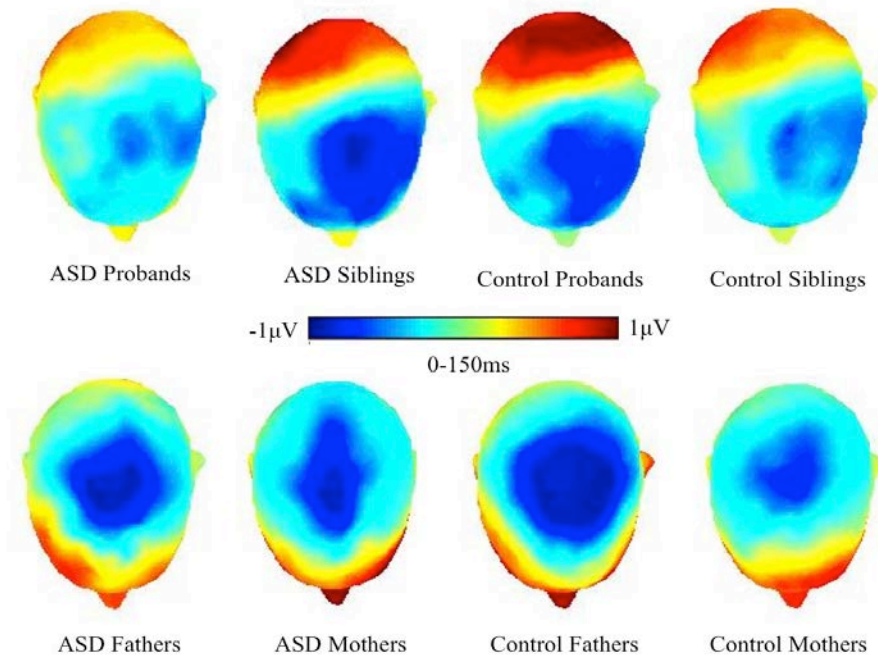 ASD Probands
ASD Siblings
Control Probands
Control Siblings
-1μV
1μV
0-150ms
ASD Fathers
ASD Mothers
Control Fathers
Control Mothers